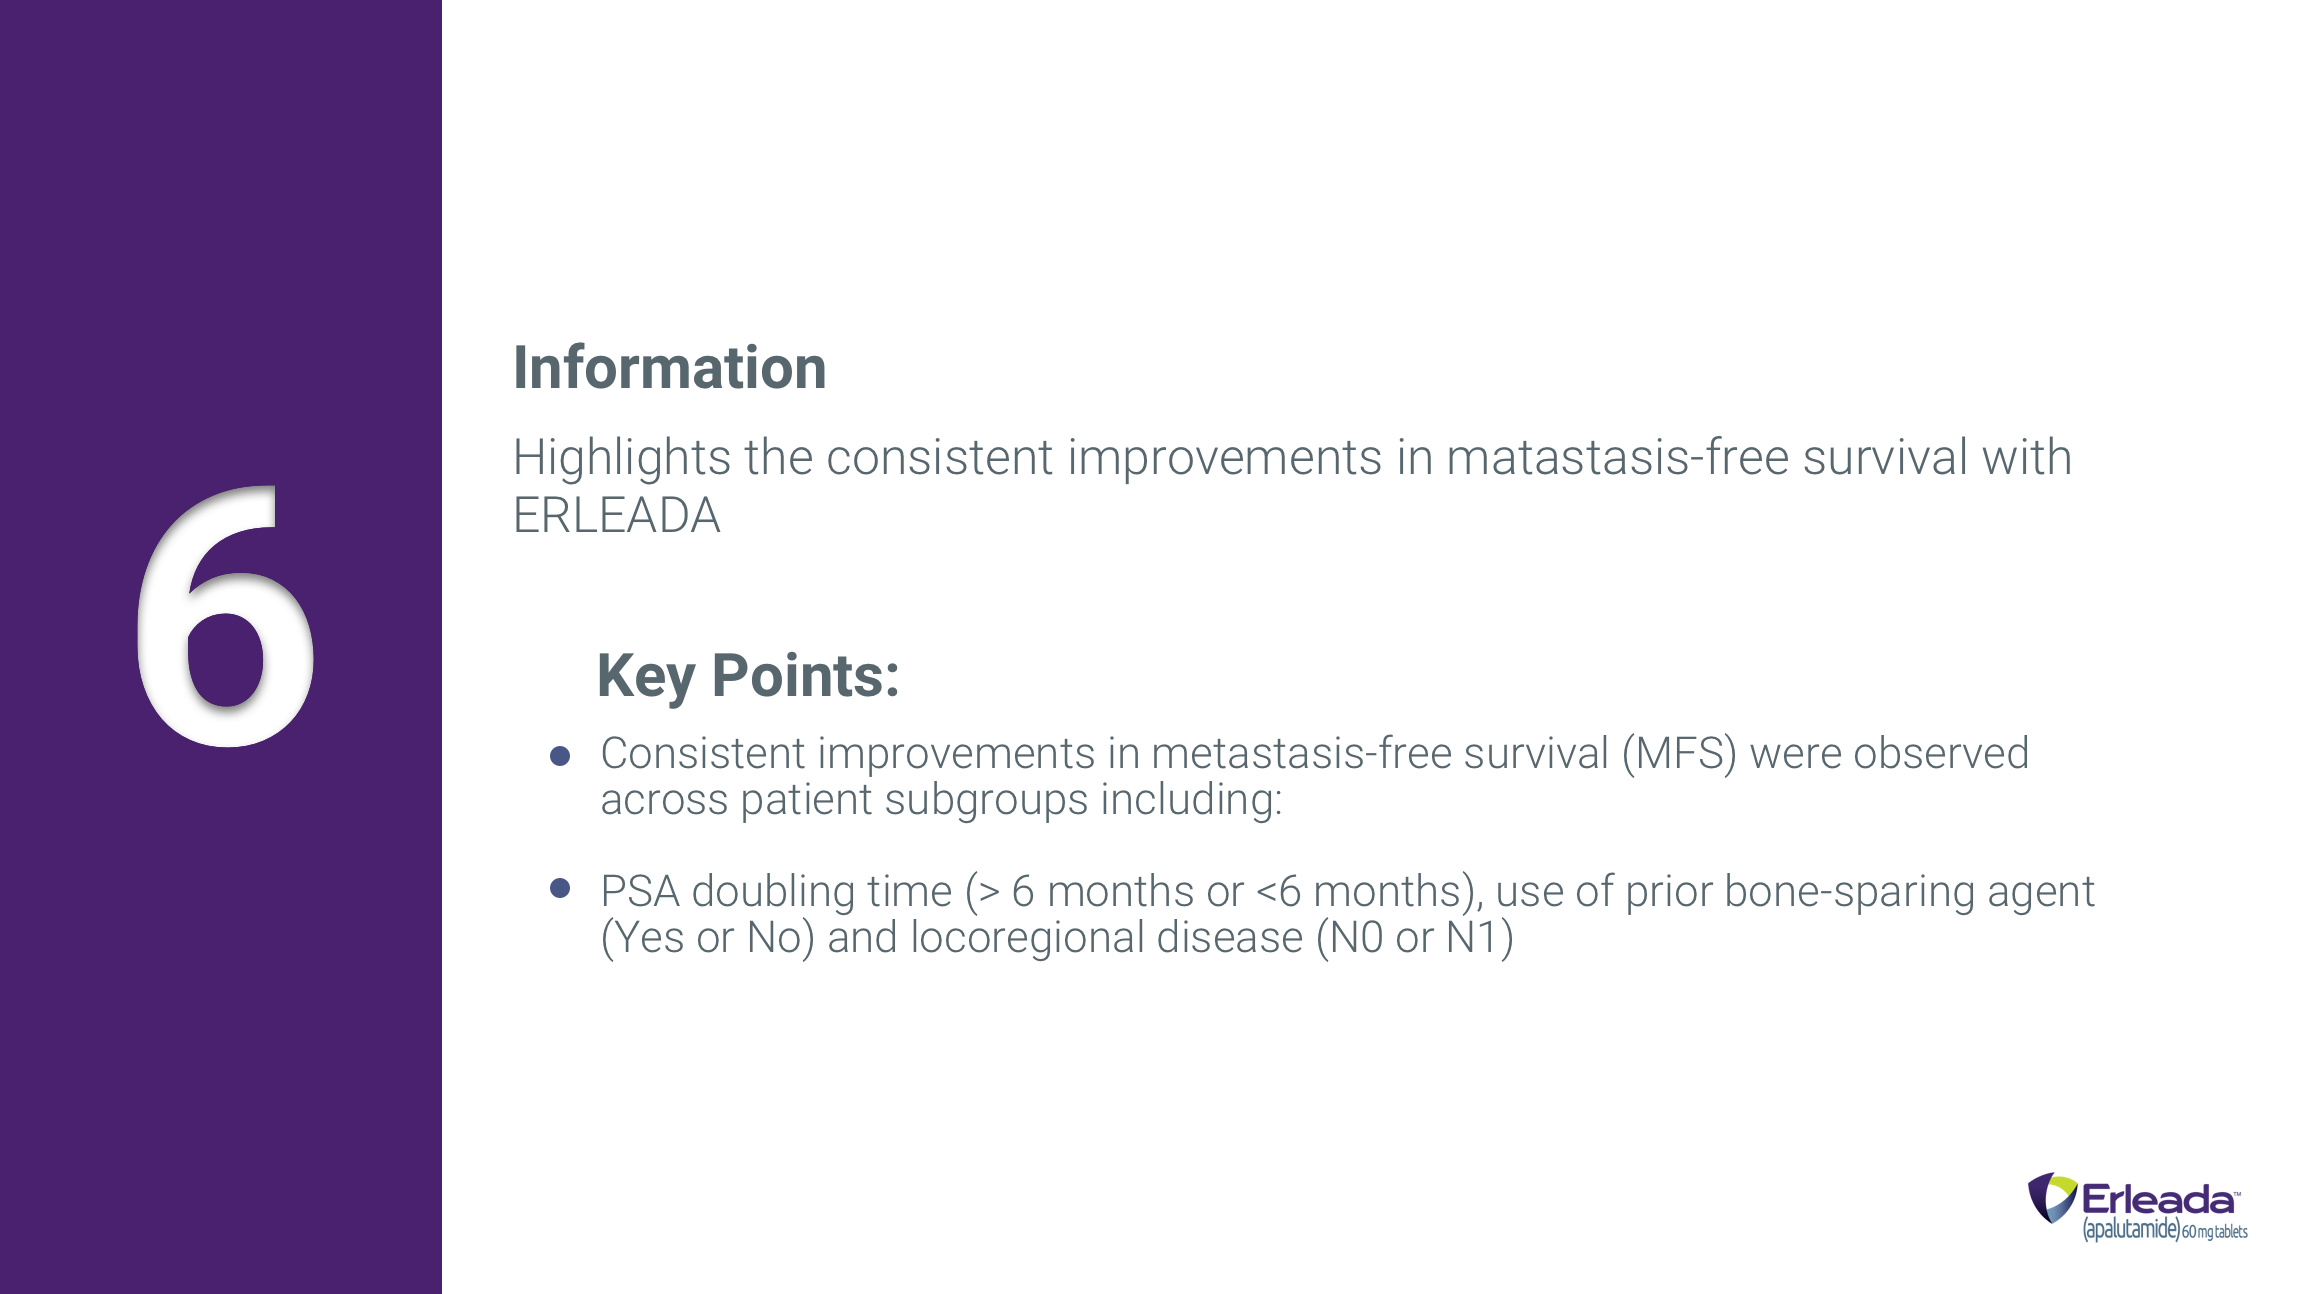 6
Information
Highlights the consistent improvements in matastasis-free survival with
ERLEADA
Key Points:
Consistent improvements in metastasis-free survival (MFS) were observed
across patient subgroups including:
PSA doubling time (> 6 months or <6 months), use of prior bone-sparing agent
(Yes or No) and locoregional disease (N0 or N1)
Erleada™
(apalutamide) 60 mg tablets